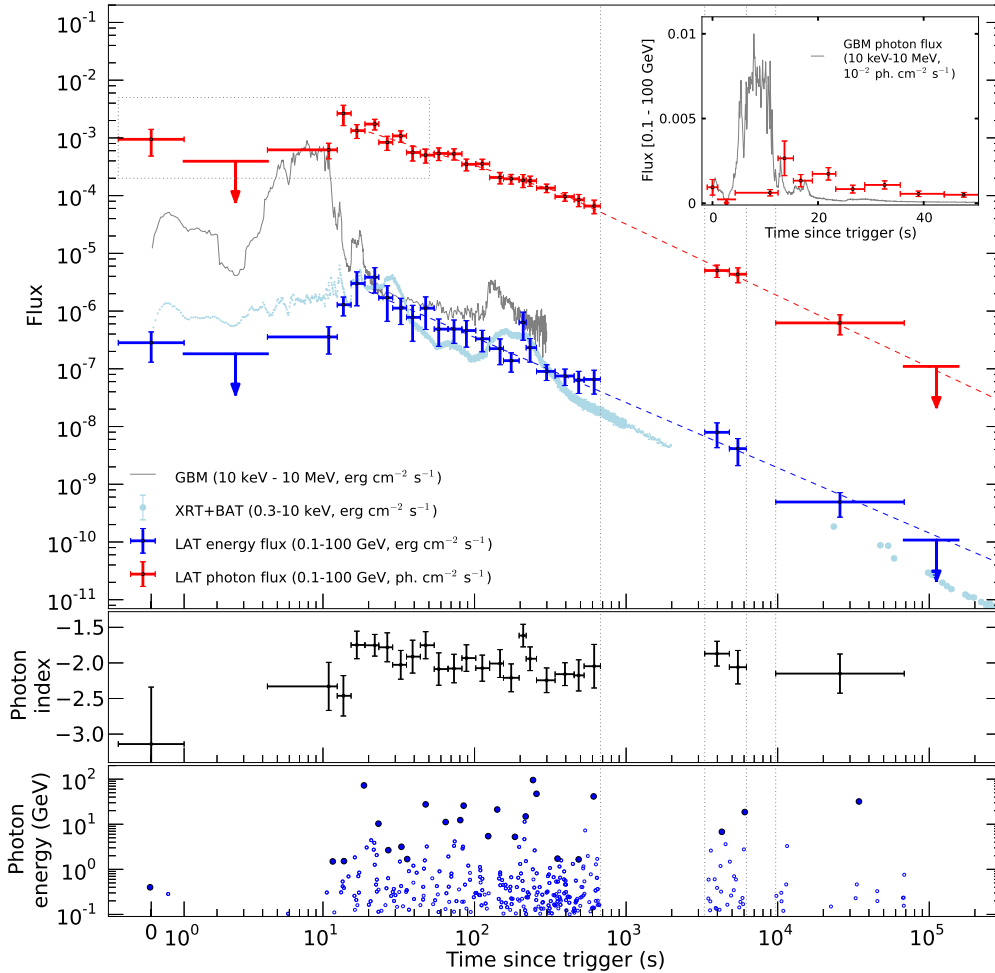 10⁻¹
10⁻²
10⁻³
10⁻⁴
10⁻⁵
10⁻⁶
10⁻⁷
10⁻⁸
10⁻⁹
10⁻¹⁰
10⁻¹¹
Flux
0.01
0.005
0
Flux [0.1 - 100 GeV]
GBM photon flux
(10 keV-10 MeV,
10⁻² ph. cm⁻² s⁻¹)
0 20 40
Time since trigger (s)
GBM (10 keV - 10 MeV, erg cm⁻² s⁻¹)
XRT+BAT (0.3-10 keV, erg cm⁻² s⁻¹)
LAT energy flux (0.1-100 GeV, erg cm⁻² s⁻¹)
LAT photon flux (0.1-100 GeV, ph. cm⁻² s⁻¹)
−1.5
−2.0
−2.5
−3.0
Photon
index
10²
10¹
10⁰
10⁻¹
Photon
energy (GeV)
0 10⁰ 10¹ 10² 10³ 10⁴ 10⁵
Time since trigger (s)